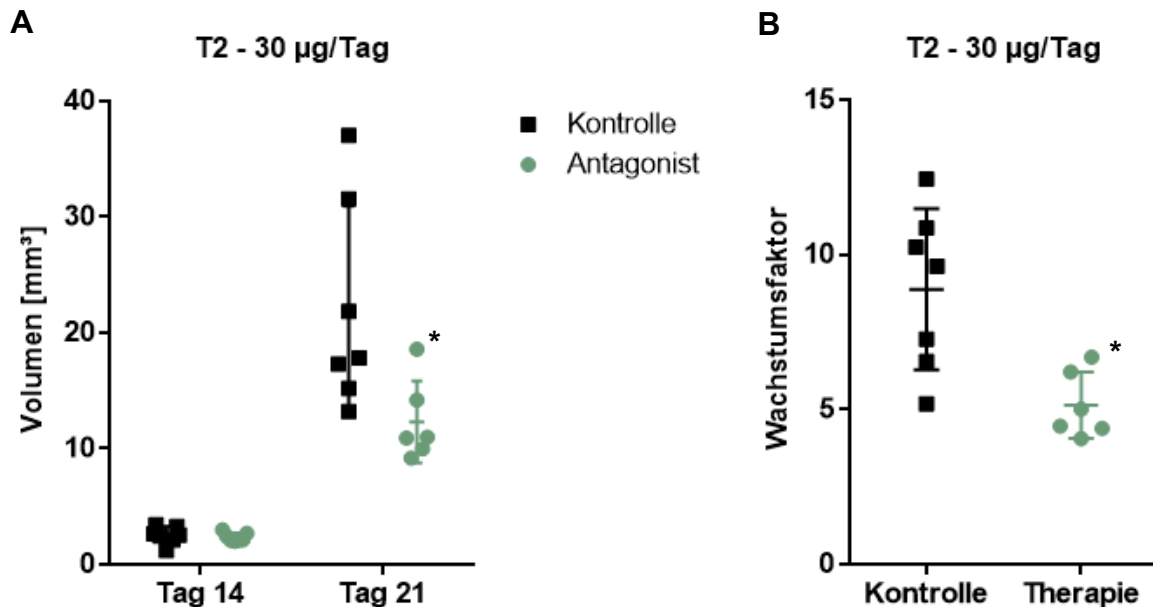 A
T2 - 30 µg/Tag
Volumen [mm³]
40
30
20
10
0
*
Tag 14
Tag 21
Kontrolle
Antagonist
B
T2 - 30 µg/Tag
Wachstumsfaktor
15
10
5
0
*
Kontrolle
Therapie